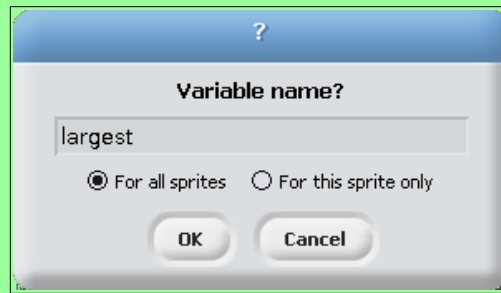 ?
Variable name?
largest
For all sprites For this sprite only
OK Cancel